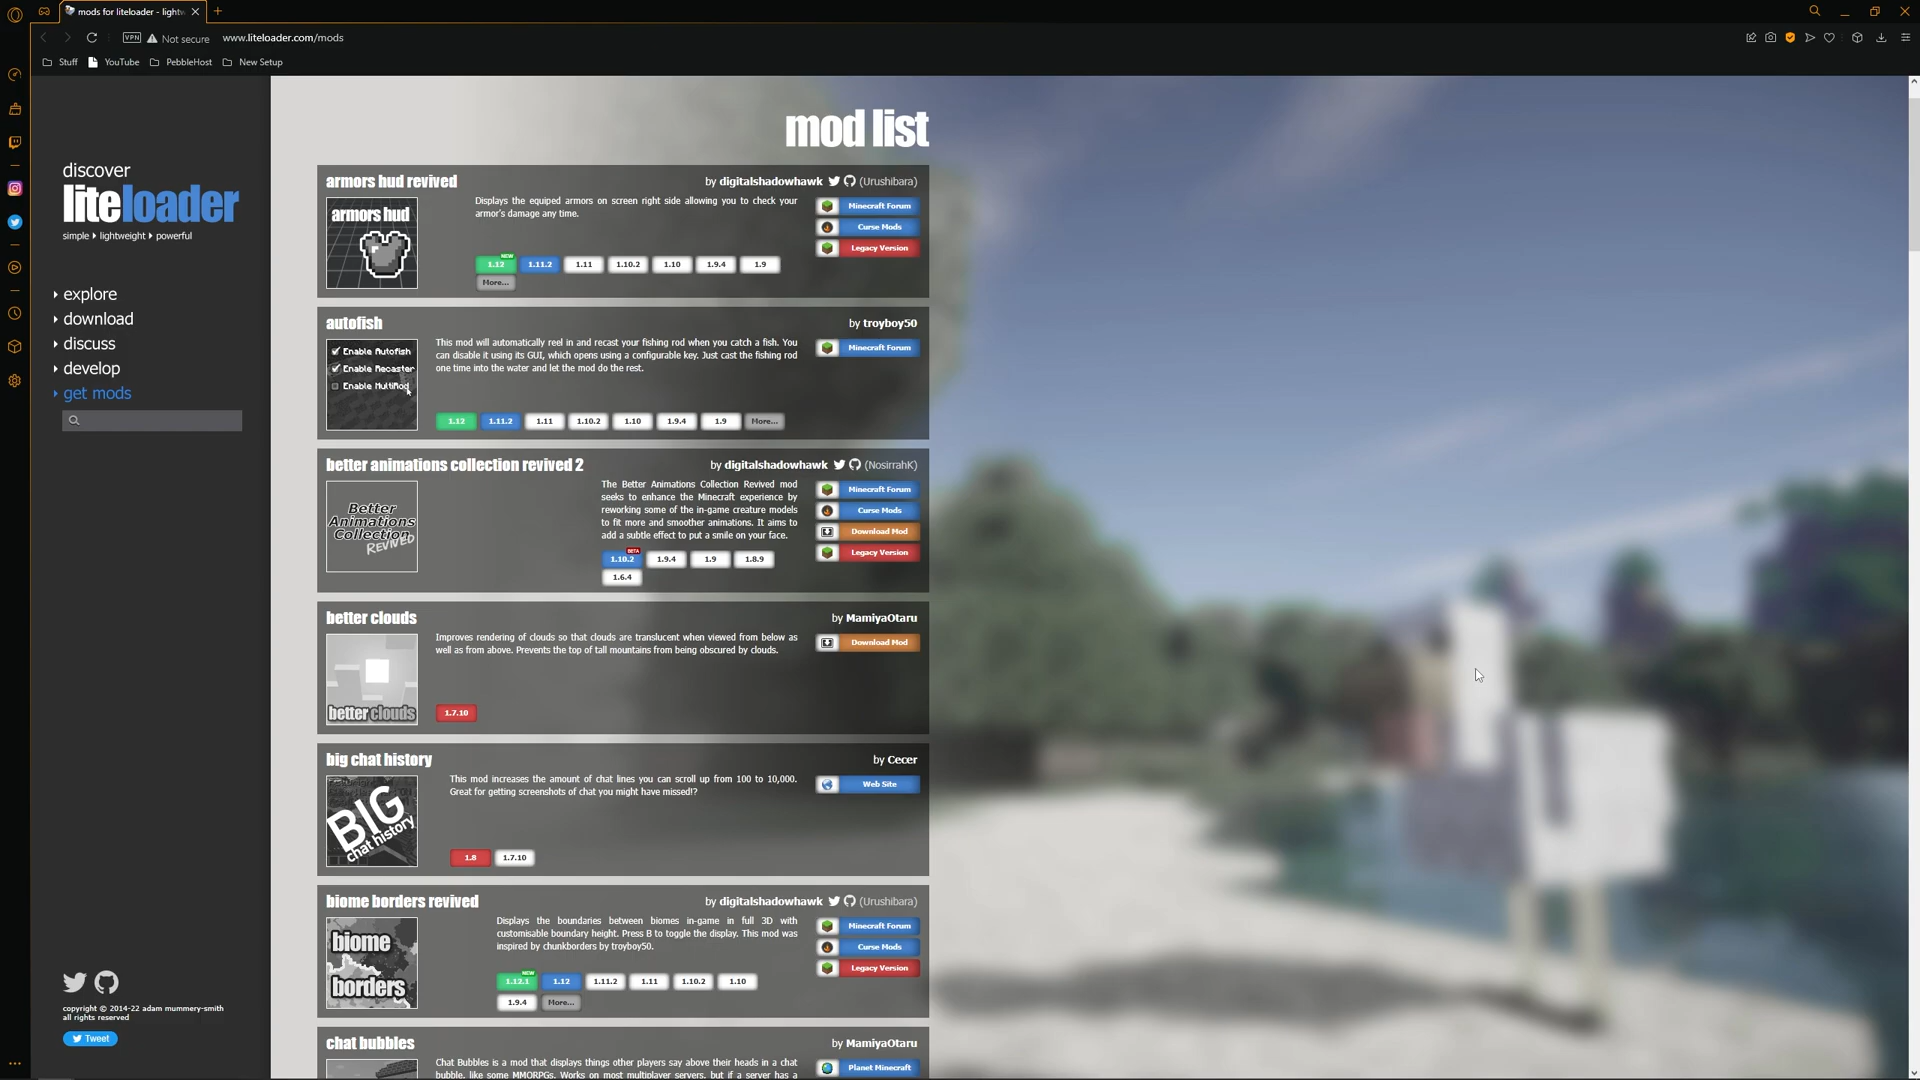 mods for liteloader - lightw
VPN
Not secure
www.liteloader.com/mods
Stuff
YouTube
PebbleHost
New Setup
discover
liteloader
simple
lightweight
powerful
explore
download
discuss
develop
get mods
copyright © 2014-22 adam mummery-smith
all rights reserved
Tweet
mod list
armors hud revived
by digitalshadowhawk (Urushibara)
armors hud
Displays the equiped armors on screen right side allowing you to check your
armor's damage any time.
NEW
1.12 1.11.2 1.11 1.10.2 1.10 1.9.4 1.9
More...
Minecraft Forum
Curse Mods
Legacy Version
autofish
by troyboy50
Enable Autofish
Enable Recaster
Enable MultiRod
This mod will automatically reel in and recast your fishing rod when you catch a fish. You
can disable it using its GUI, which opens using a configurable key. Just cast the fishing rod
one time into the water and let the mod do the rest.
1.12 1.11.2 1.11 1.10.2 1.10 1.9.4 1.9 More...
Minecraft Forum
better animations collection revived 2
by digitalshadowhawk (NosirrahK)
Better
Animations
Collection
REVIVED
The Better Animations Collection Revived mod
seeks to enhance the Minecraft experience by
reworking some of the in-game creature models
to fit more and smoother animations. It aims to
add a subtle effect to put a smile on your face.
BETA
1.10.2 1.9.4 1.9 1.8.9
1.6.4
Minecraft Forum
Curse Mods
Download Mod
Legacy Version
better clouds
by MamiyaOtaru
better clouds
Improves rendering of clouds so that clouds are translucent when viewed from below as
well as from above. Prevents the top of tall mountains from being obscured by clouds.
1.7.10
Download Mod
big chat history
by Cecer
BIG
chat history
This mod increases the amount of chat lines you can scroll up from 100 to 10,000.
Great for getting screenshots of chat you might have missed!?
1.8 1.7.10
Web Site
biome borders revived
by digitalshadowhawk (Urushibara)
biome
borders
Displays the boundaries between biomes in-game in full 3D with
customisable boundary height. Press B to toggle the display. This mod was
inspired by chunkborders by troyboy50.
NEW
1.12.1 1.12 1.11.2 1.11 1.10.2 1.10
1.9.4 More...
Minecraft Forum
Curse Mods
Legacy Version
chat bubbles
by MamiyaOtaru
Chat Bubbles is a mod that displays things other players say above their heads in a chat
bubble, like some MMORPGs. Works on most multiplayer servers, but if a server has a
Planet Minecraft